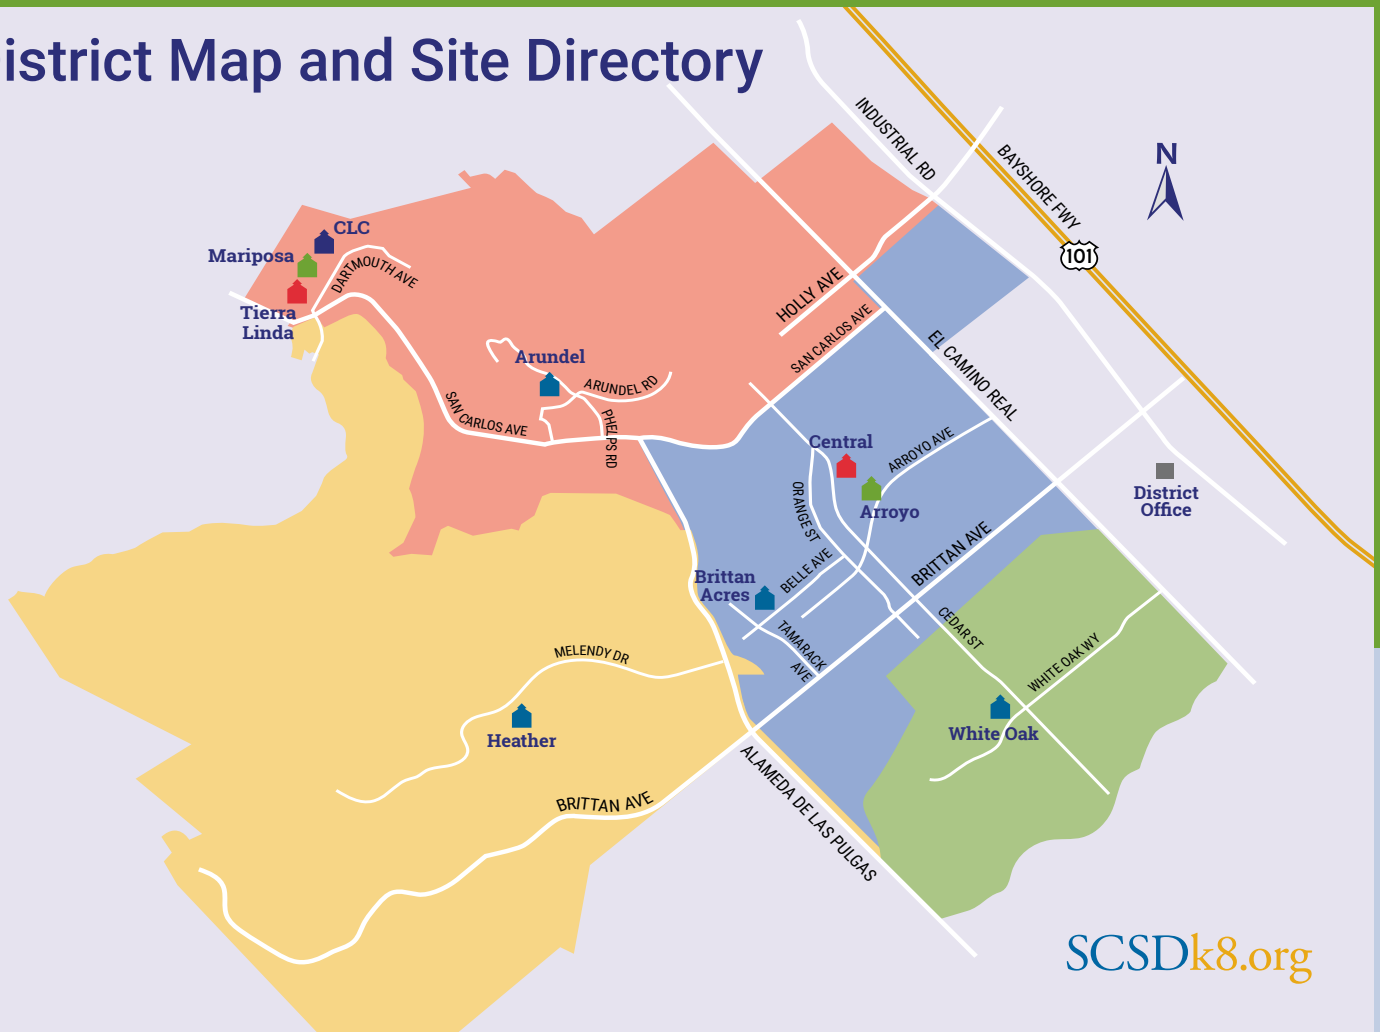 istrict Map and Site Directory
INDUSTRIAL RD
BAYSHORE FWY
N
101
CLC
Mariposa
DARTMOUTH AVE
Tierra
Linda
HOLLY AVE
SAN CARLOS AVE
EL CAMINO REAL
Arundel
ARUNDEL RD
PHELPS RD
SAN CARLOS AVE
Central
ARROYO AVE
Arroyo
ORANGE ST
District
Office
BRITTAN AVE
BELLE AVE
Brittan
Acres
TAMARACK
AVE
CEDAR ST
WHITE OAK WY
MELENDY DR
Heather
White Oak
BRITTAN AVE
ALAMEDA DE LAS PULGAS
SCSDk8.org